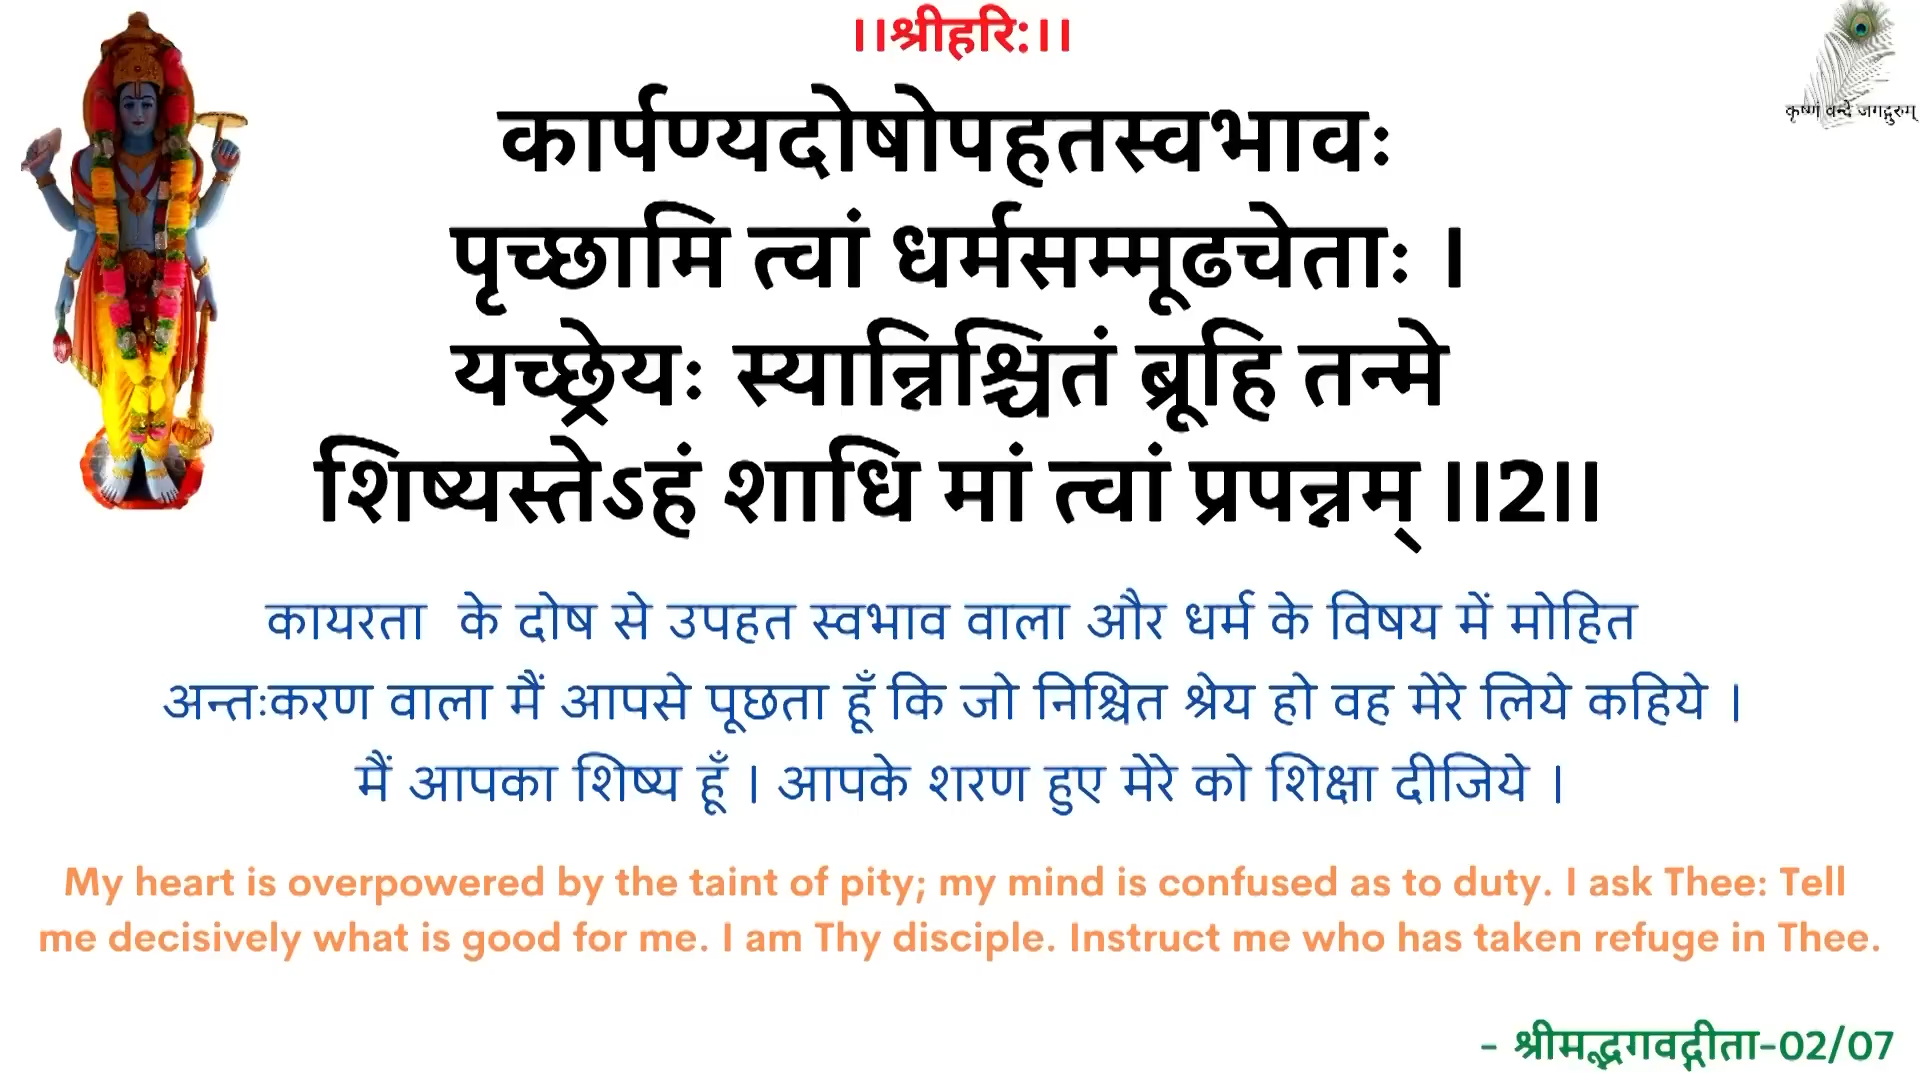 ।।श्रीहरि:।।
कृष्णं वन्दे जगद्गुरुम्
कार्पण्यदोषोपहतस्वभावः
पृच्छामि त्वां धर्मसम्मूढचेताः ।
यच्छ्रेयः स्यान्निश्चितं ब्रूहि तन्मे
शिष्यस्तेऽहं शाधि मां त्वां प्रपन्नम् ।।2।।
कायरता के दोष से उपहत स्वभाव वाला और धर्म के विषय में मोहित
अन्तःकरण वाला मैं आपसे पूछता हूँ कि जो निश्चित श्रेय हो वह मेरे लिये कहिये ।
मैं आपका शिष्य हूँ । आपके शरण हुए मेरे को शिक्षा दीजिये ।
My heart is overpowered by the taint of pity; my mind is confused as to duty. I ask Thee: Tell
me decisively what is good for me. I am Thy disciple. Instruct me who has taken refuge in Thee.
- श्रीमद्भगवद्गीता-02/07